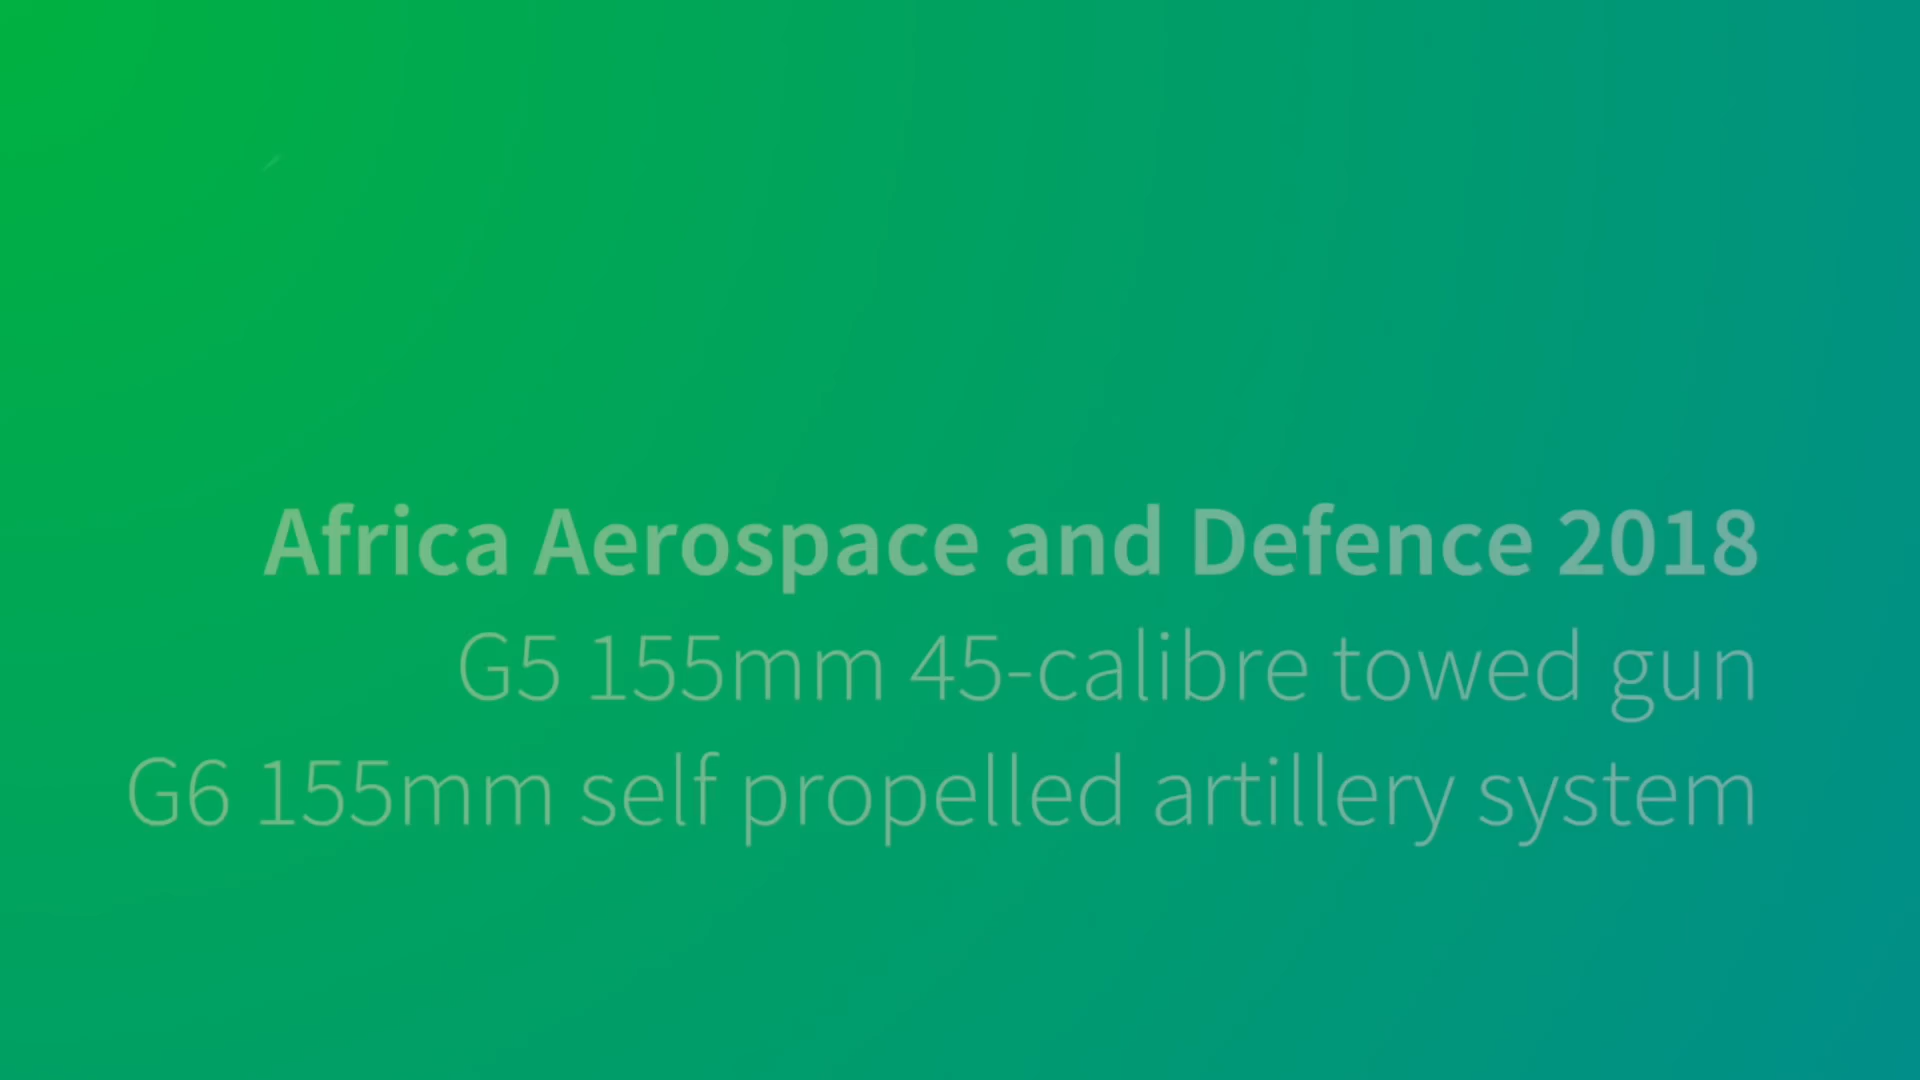 Africa Aerospace and Defence 2018
G5 155mm 45-calibre towed gun
G6 155mm self propelled artillery system